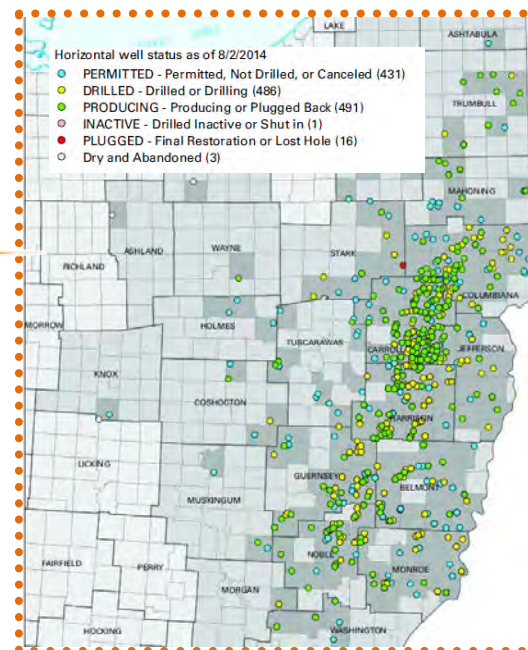 LAKE
ASHTABULA
Horizontal well status as of 8/2/2014
PERMITTED - Permitted, Not Drilled, or Canceled (431)
DRILLED - Drilled or Drilling (486)
PRODUCING - Producing or Plugged Back (491)
INACTIVE - Drilled Inactive or Shut in (1)
PLUGGED - Final Restoration or Lost Hole (16)
Dry and Abandoned (3)
TRUMBULL
MAHONING
ASHLAND
WAYNE
STARK
RICHLAND
COLUMBIANA
MORROW
HOLMES
TUSCARAWAS
CARROLL
JEFFERSON
KNOX
COSHOCTON
HARRISON
LICKING
GUERNSEY
BELMONT
MUSKINGUM
NOBLE
FAIRFIELD
PERRY
MONROE
MORGAN
HOCKING
WASHINGTON